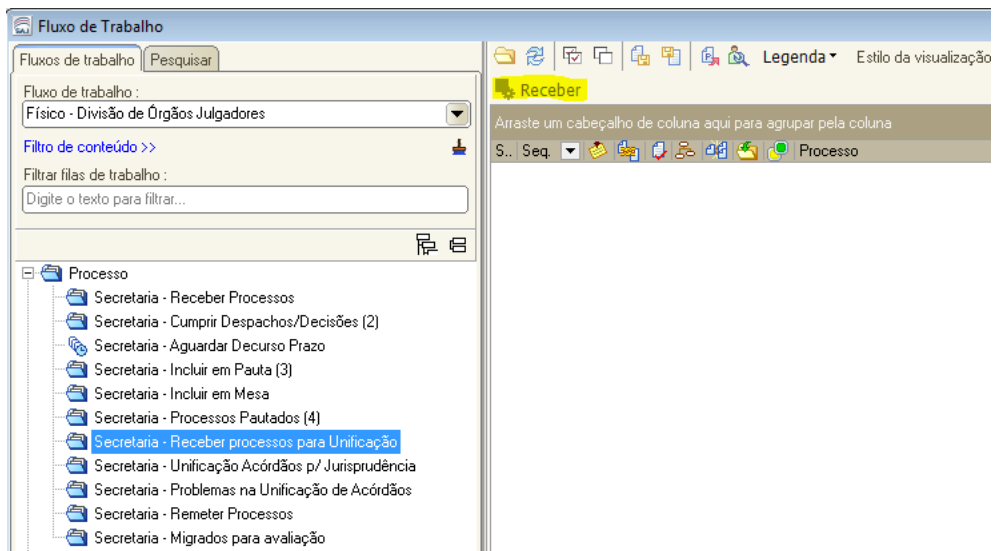 Fluxo de Trabalho
Fluxos de trabalho Pesquisar
Fluxo de trabalho :
Físico - Divisão de Órgãos Julgadores
Filtro de conteúdo >>
Filtrar filas de trabalho :
Digite o texto para filtrar...
Processo
Secretaria - Receber Processos
Secretaria - Cumprir Despachos/Decisões (2)
Secretaria - Aguardar Decurso Prazo
Secretaria - Incluir em Pauta (3)
Secretaria - Incluir em Mesa
Secretaria - Processos Pautados (4)
Secretaria - Receber processos para Unificação
Secretaria - Unificação Acórdãos p/ Jurisprudência
Secretaria - Problemas na Unificação de Acórdãos
Secretaria - Remeter Processos
Secretaria - Migrados para avaliação
Legenda Estilo da visualização
Receber
Arraste um cabeçalho de coluna aqui para agrupar pela coluna
S.. Seq. Processo